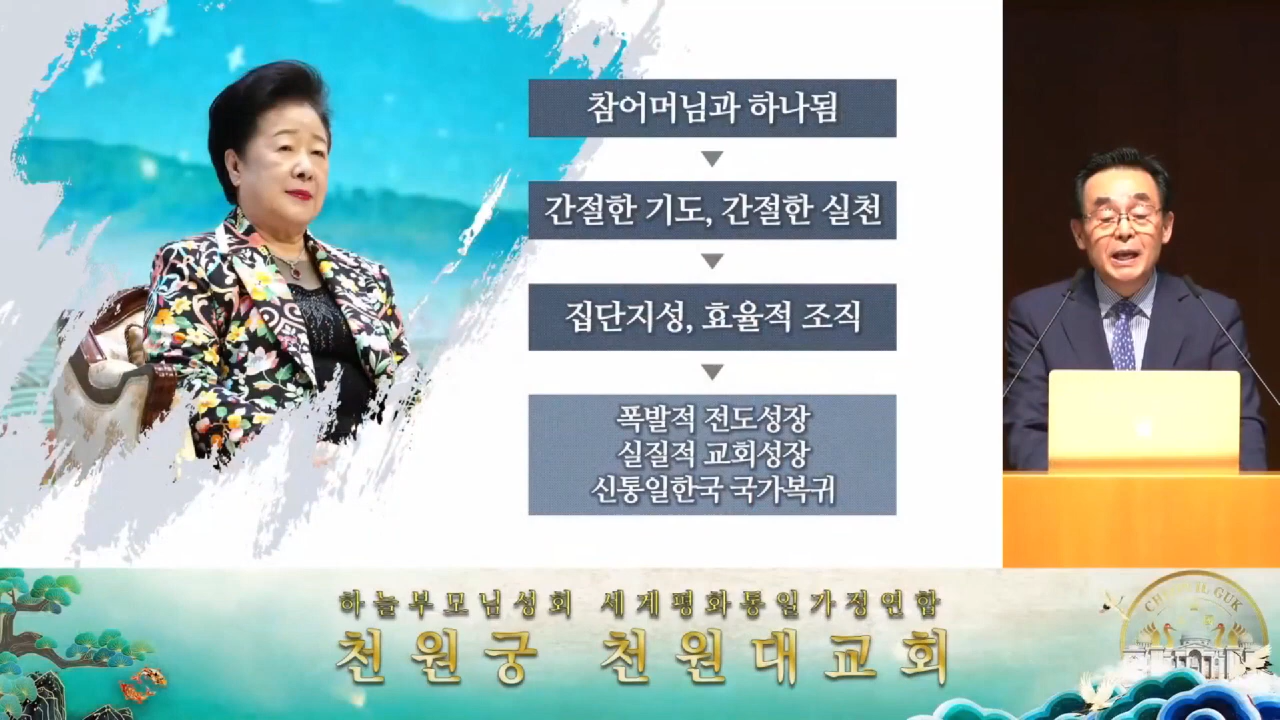 참어머님과 하나됨
간절한 기도, 간절한 실천
집단지성, 효율적 조직
폭발적 전도성장
실질적 교회성장
신통일한국 국가복귀
하늘부모님성회 세계평화통일가정연합
천원궁 천원대교회
CHEON IL GUK